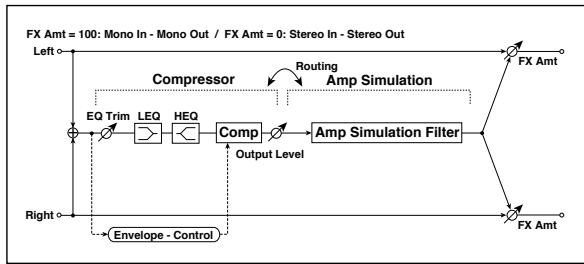 FX Amt = 100: Mono In - Mono Out / FX Amt = 0: Stereo In - Stereo Out
Left
FX Amt
Routing
Compressor
Amp Simulation
EQ Trim
LEQ
HEQ
Comp
Output Level
Amp Simulation Filter
Right
FX Amt
Envelope - Control